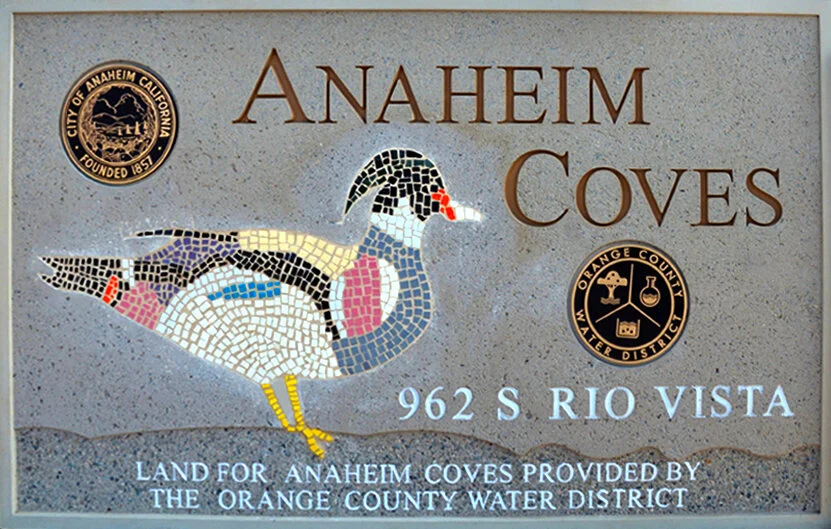 ANAHEIM
COVES
CITY OF ANAHEIM CALIFORNIA
FOUNDED 1857
ORANGE COUNTY
WATER DISTRICT
962 S RIO VISTA
LAND FOR ANAHEIM COVES PROVIDED BY
THE ORANGE COUNTY WATER DISTRICT